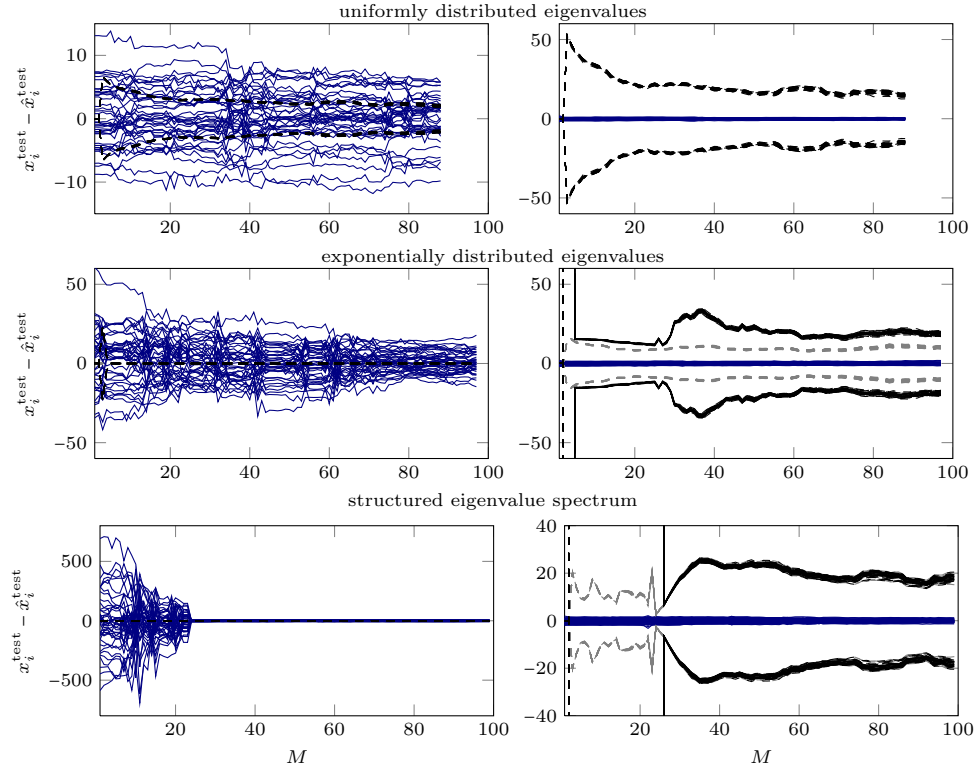 uniformly distributed eigenvalues
10
0
−10
x_i^test − x̂_i^test
20 40 60 80 100
50
0
−50
20 40 60 80 100
exponentially distributed eigenvalues
50
0
−50
x_i^test − x̂_i^test
20 40 60 80 100
50
0
−50
20 40 60 80 100
structured eigenvalue spectrum
500
0
−500
x_i^test − x̂_i^test
0 20 40 60 80 100
M
40
20
0
−20
−40
20 40 60 80 100
M